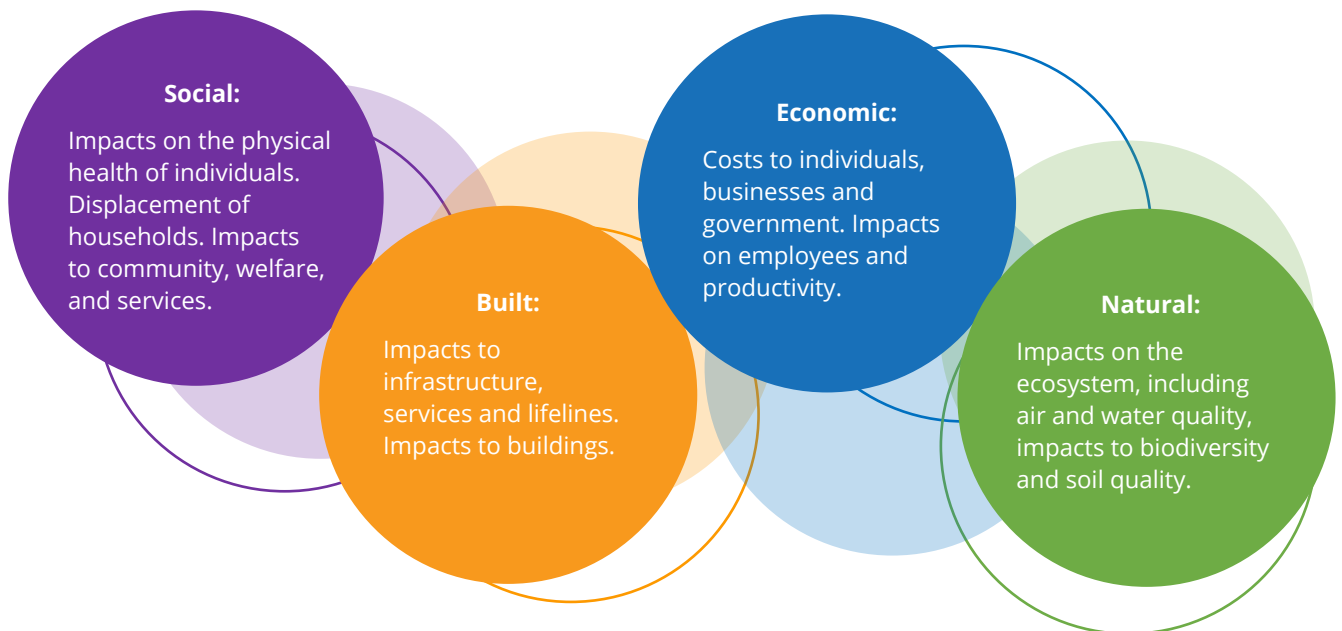 Social:
Impacts on the physical
health of individuals.
Displacement of
households. Impacts
to community, welfare,
and services.
Built:
Impacts to
infrastructure,
services and lifelines.
Impacts to buildings.
Economic:
Costs to individuals,
businesses and
government. Impacts
on employees and
productivity.
Natural:
Impacts on the
ecosystem, including
air and water quality,
impacts to biodiversity
and soil quality.